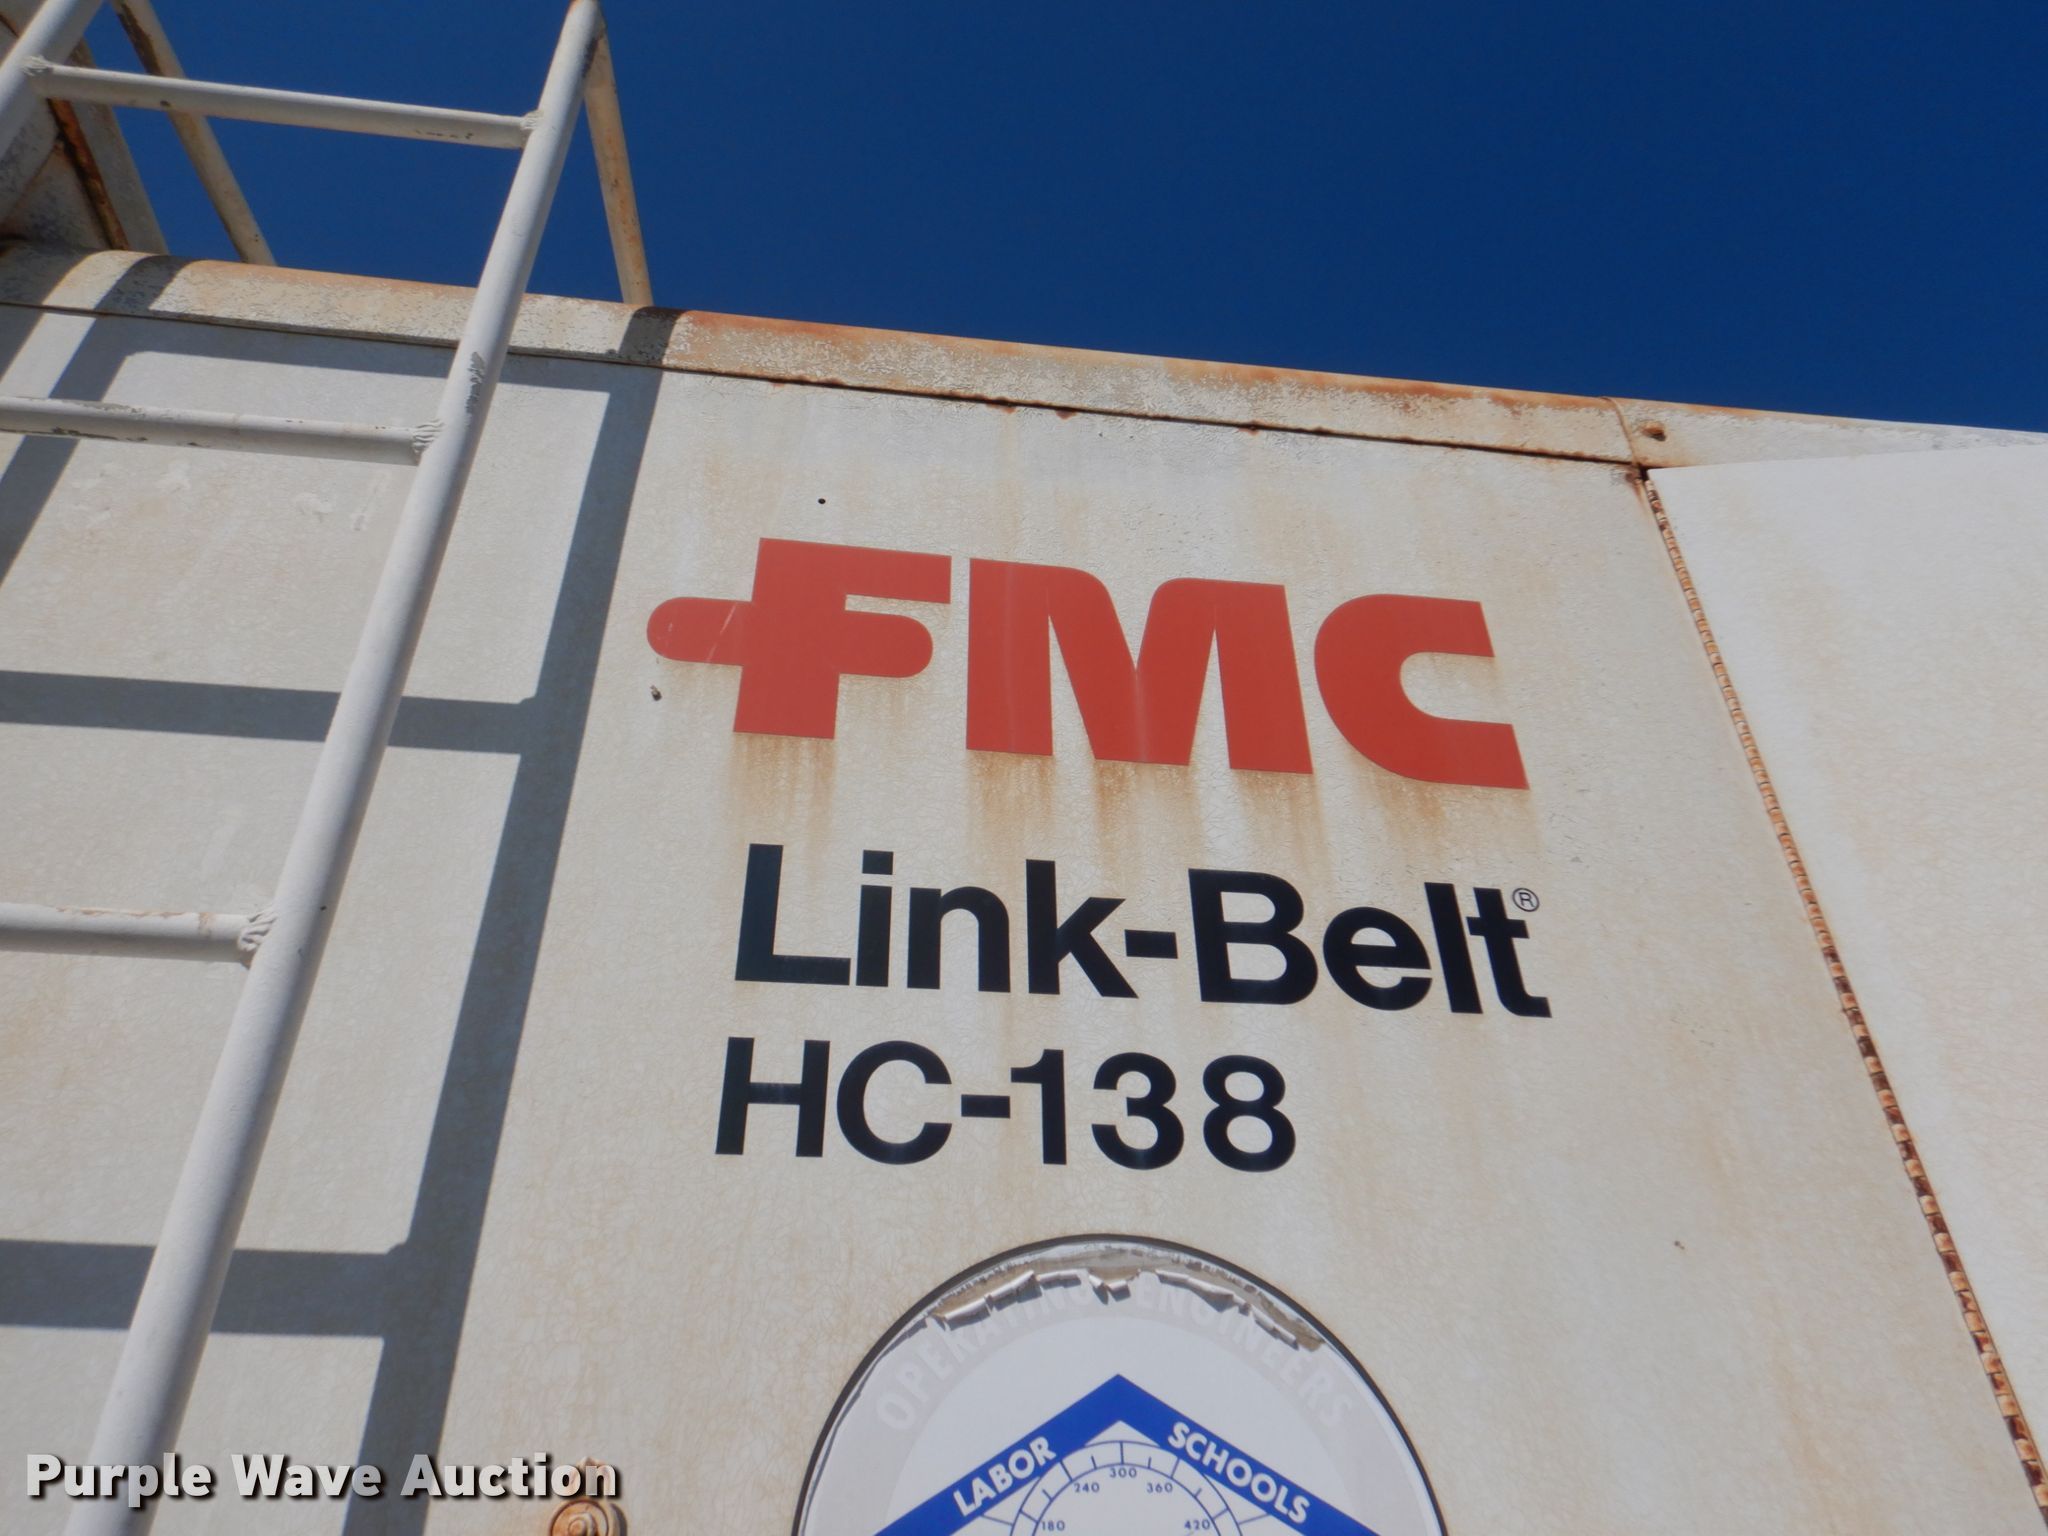 FMC
Link-Belt®
HC-138
OPERATING ENGINEERS
LABOR SCHOOLS
180 240 300 360 420
Purple Wave Auction